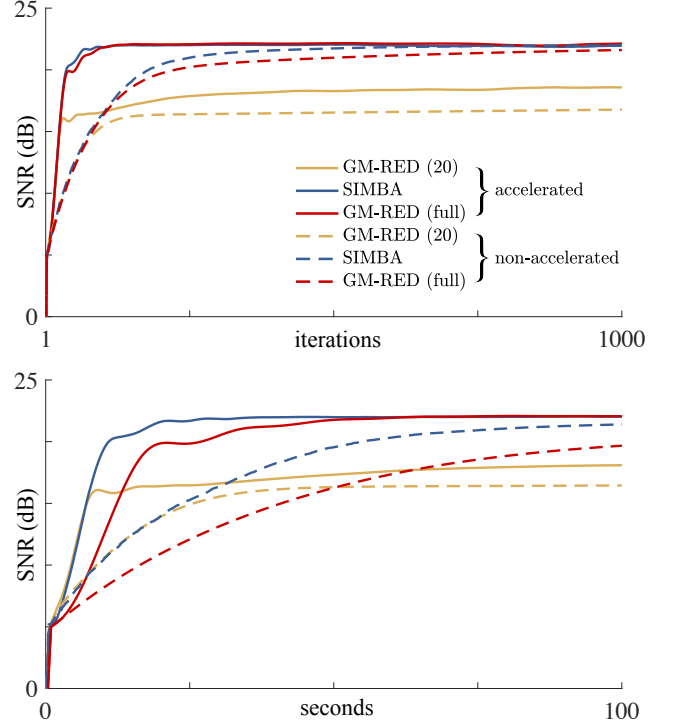 25
SNR (dB)
GM-RED (20)
SIMBA
GM-RED (full)
accelerated
GM-RED (20)
SIMBA
GM-RED (full)
non-accelerated
0
1
iterations
1000
25
SNR (dB)
0
0
seconds
100